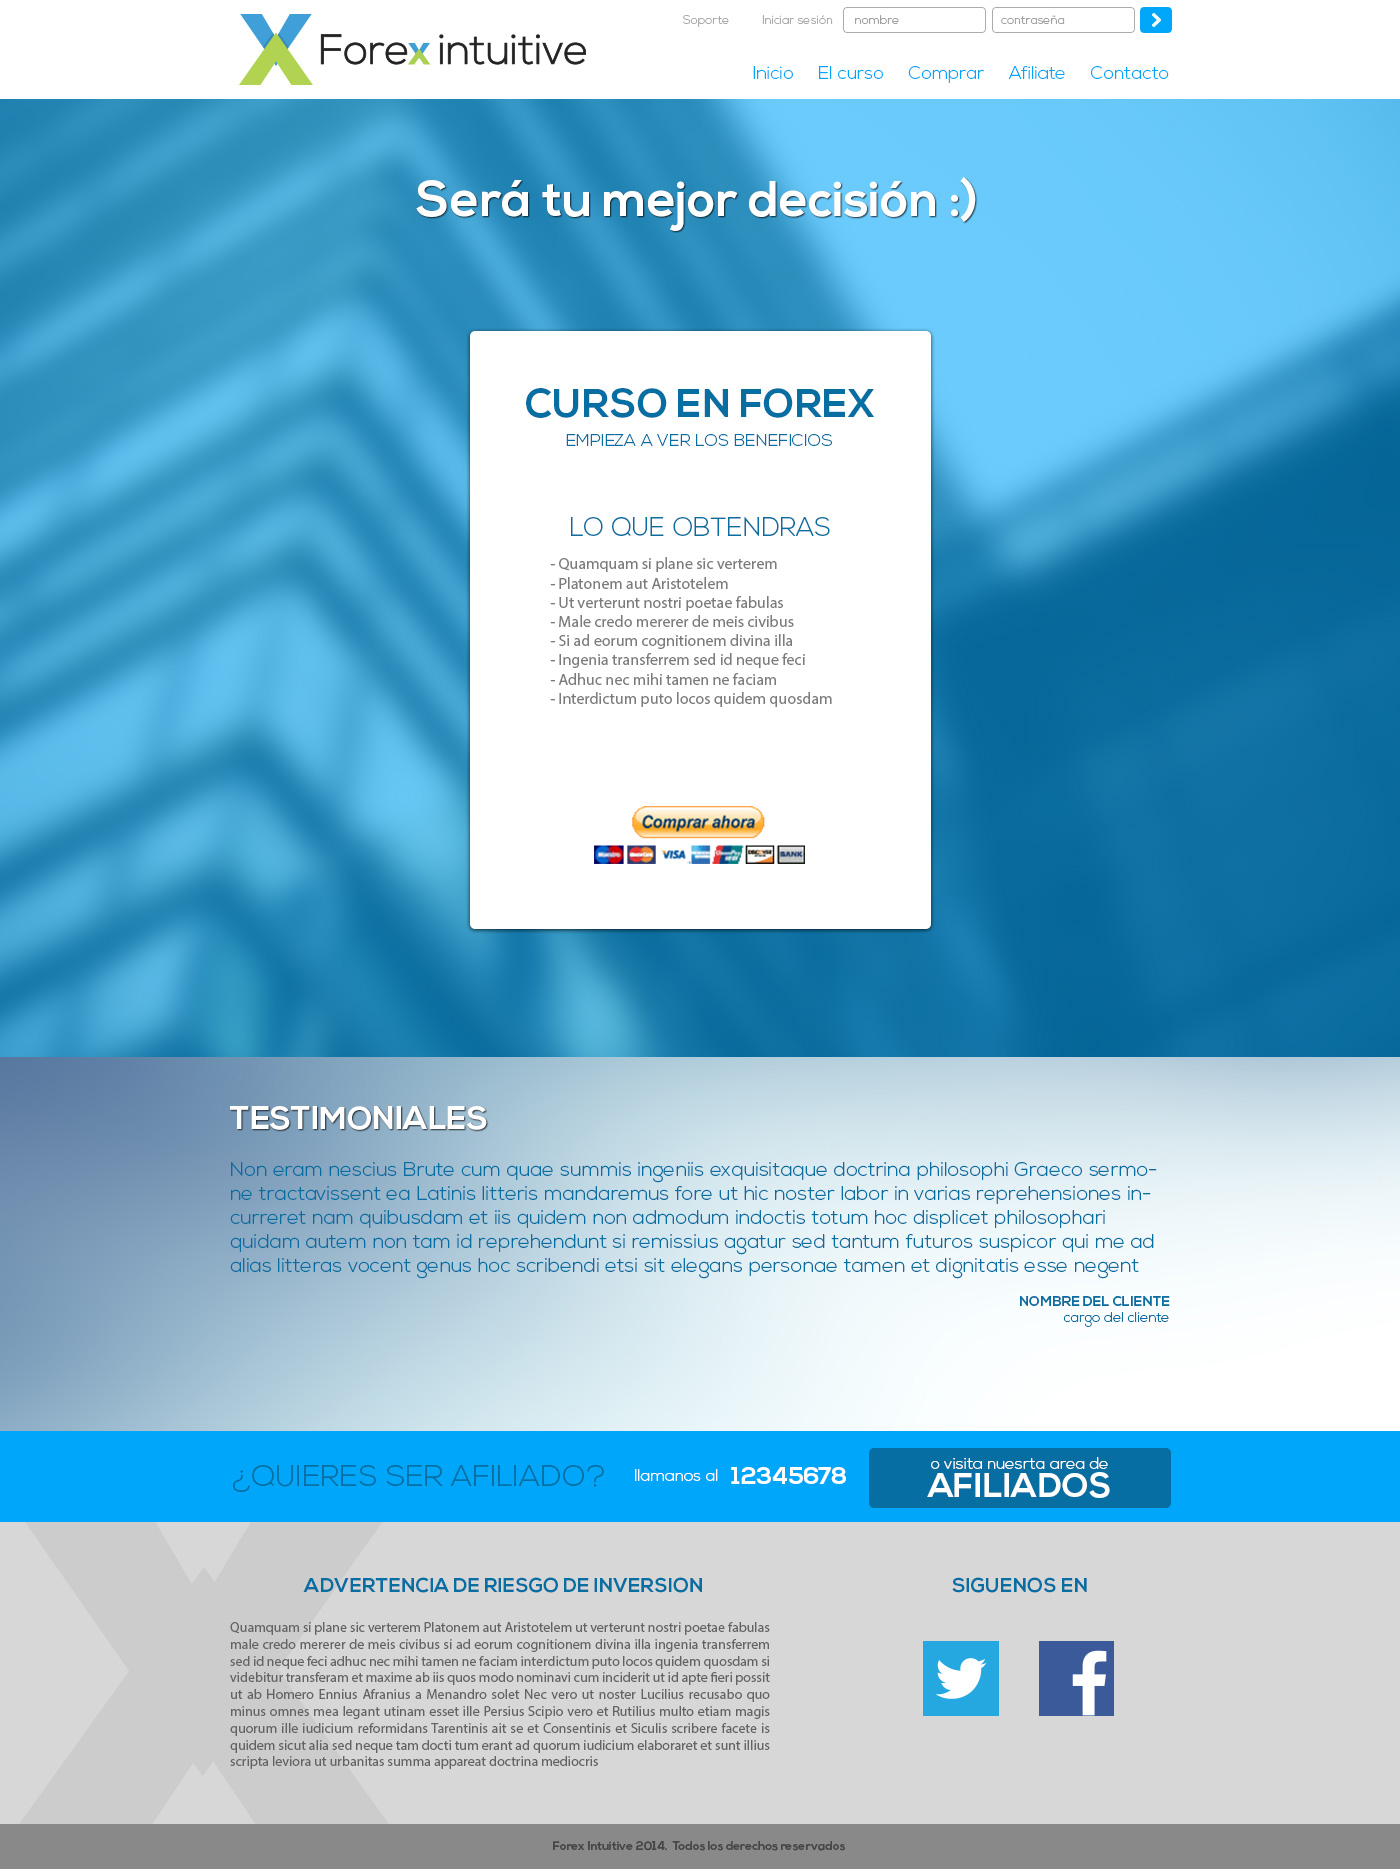 Forex intuitive
Soporte Iniciar sesión nombre contraseña
Inicio El curso Comprar Afiliate Contacto
Será tu mejor decisión :)
CURSO EN FOREX
EMPIEZA A VER LOS BENEFICIOS
LO QUE OBTENDRAS
- Quamquam si plane sic verterem
- Platonem aut Aristotelem
- Ut verterunt nostri poetae fabulas
- Male credo mererer de meis civibus
- Si ad eorum cognitionem divina illa
- Ingenia transferrem sed id neque feci
- Adhuc nec mihi tamen ne faciam
- Interdictum puto locos quidem quosdam
Comprar ahora
Maestro MasterCard VISA DISCOVER BANK
TESTIMONIALES
Non eram nescius Brute cum quae summis ingeniis exquisitaque doctrina philosophi Graeco sermo-
ne tractavissent ea Latinis litteris mandaremus fore ut hic noster labor in varias reprehensiones in-
curreret nam quibusdam et iis quidem non admodum indoctis totum hoc displicet philosophari
quidam autem non tam id reprehendunt si remissius agatur sed tantum futuros suspicor qui me ad
alias litteras vocent genus hoc scribendi etsi sit elegans personae tamen et dignitatis esse negent
NOMBRE DEL CLIENTE
cargo del cliente
¿QUIERES SER AFILIADO? llamanos al 12345678
o visita nuesrta area de
AFILIADOS
ADVERTENCIA DE RIESGO DE INVERSION
Quamquam si plane sic verterem Platonem aut Aristotelem ut verterunt nostri poetae fabulas
male credo mererer de meis civibus si ad eorum cognitionem divina illa ingenia transferrem
sed id neque feci adhuc nec mihi tamen ne faciam interdictum puto locos quidem quosdam si
videbitur transferam et maxime ab iis quos modo nominavi cum inciderit ut id apte fieri possit
ut ab Homero Ennius Afranius a Menandro solet Nec vero ut noster Lucilius recusabo quo
minus omnes mea legant utinam esset ille Persius Scipio vero et Rutilius multo etiam magis
quorum ille iudicium reformidans Tarentinis ait se et Consentinis et Siculis scribere facete is
quidem sicut alia sed neque tam docti tum erant ad quorum iudicium elaboraret et sunt illius
scripta leviora ut urbanitas summa appareat doctrina mediocris
SIGUENOS EN
Forex Intuitive 2014. Todos los derechos reservados